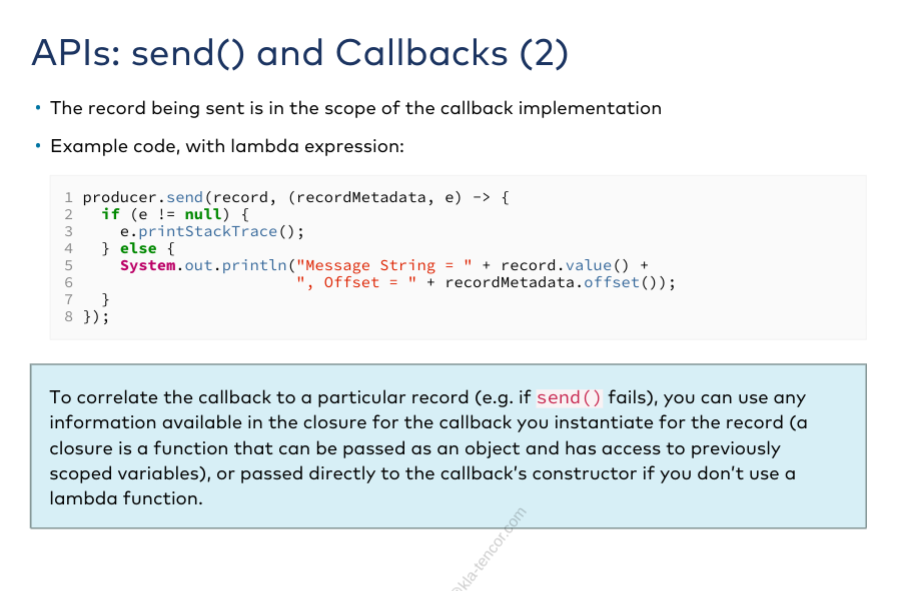 APIs: send() and Callbacks (2)
• The record being sent is in the scope of the callback implementation
• Example code, with lambda expression:
1 producer.send(record, (recordMetadata, e) -> {
2   if (e != null) {
3     e.printStackTrace();
4   } else {
5     System.out.println("Message String = " + record.value() +
6                        ", Offset = " + recordMetadata.offset());
7   }
8 });
To correlate the callback to a particular record (e.g. if send() fails), you can use any
information available in the closure for the callback you instantiate for the record (a
closure is a function that can be passed as an object and has access to previously
scoped variables), or passed directly to the callback’s constructor if you don’t use a
lambda function.
@kla-tencor.com